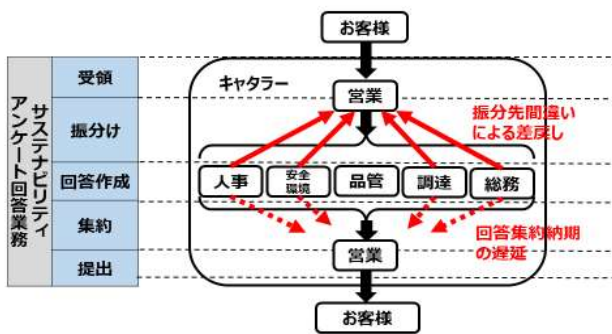 サステナビリティ
アンケート回答業務
受領
振分け
回答作成
集約
提出
お客様
キャタラー
営業
振分先間違い
による差戻し
人事
安全
環境
品管
調達
総務
回答集約納期
の遅延
営業
お客様